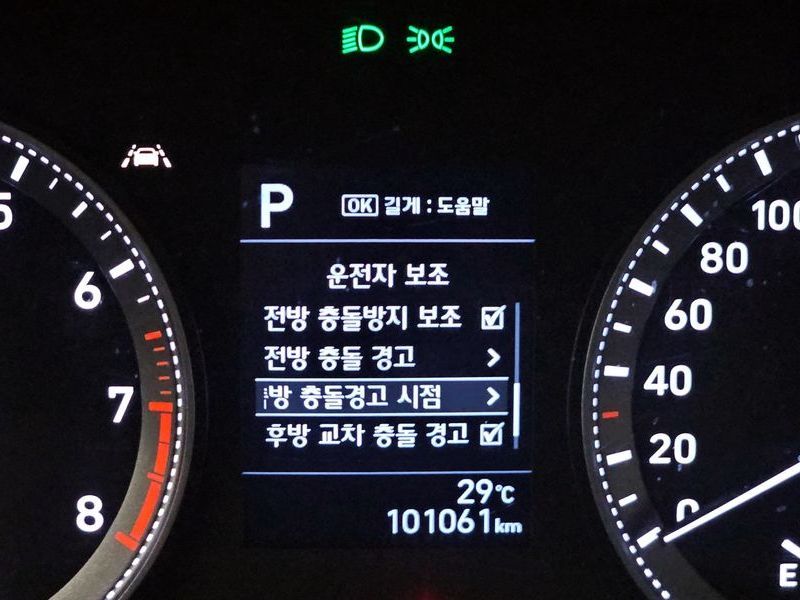 P
OK 길게 : 도움말
운전자 보조
전방 충돌방지 보조
전방 충돌 경고
방 충돌경고 시점
후방 교차 충돌 경고
29℃
101061km
5
6
7
8
100
80
60
40
20
0
E